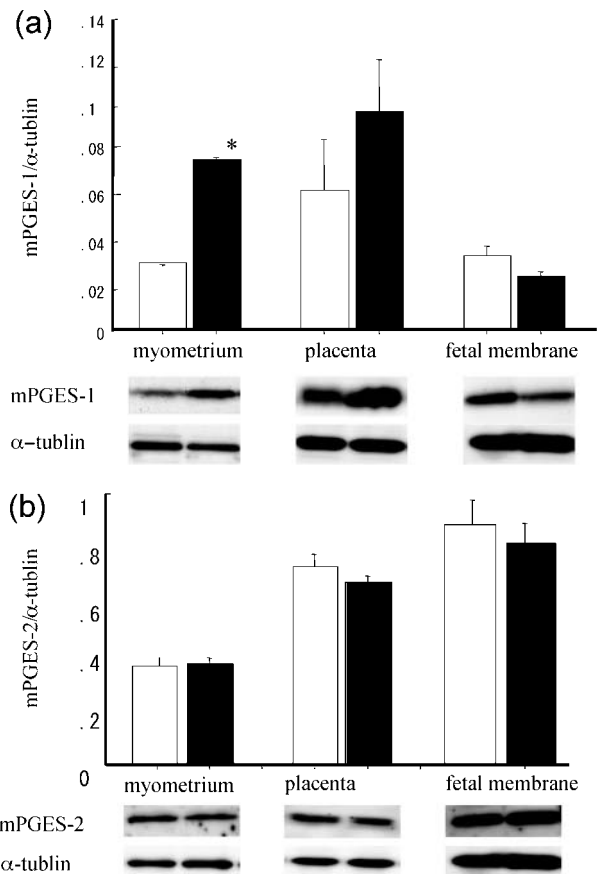 (a)
mPGES-1/α-tublin
.14
.12
.1
.08
.06
.04
.02
0
*
myometrium placenta fetal membrane
mPGES-1
α-tublin
(b)
mPGES-2/α-tublin
1
.8
.6
.4
.2
0
myometrium placenta fetal membrane
mPGES-2
α-tublin